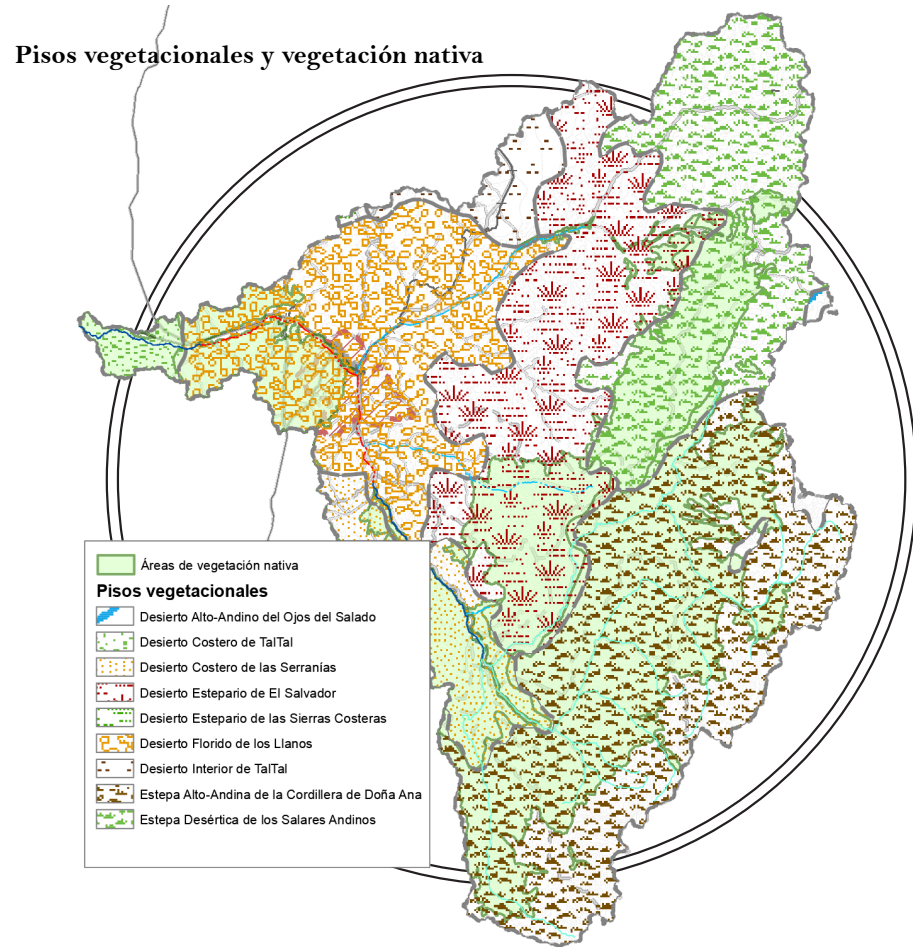 Pisos vegetacionales y vegetación nativa
Áreas de vegetación nativa
Pisos vegetacionales
Desierto Alto-Andino del Ojos del Salado
Desierto Costero de TalTal
Desierto Costero de las Serranías
Desierto Estepario de El Salvador
Desierto Estepario de las Sierras Costeras
Desierto Florido de los Llanos
Desierto Interior de TalTal
Estepa Alto-Andina de la Cordillera de Doña Ana
Estepa Desértica de los Salares Andinos